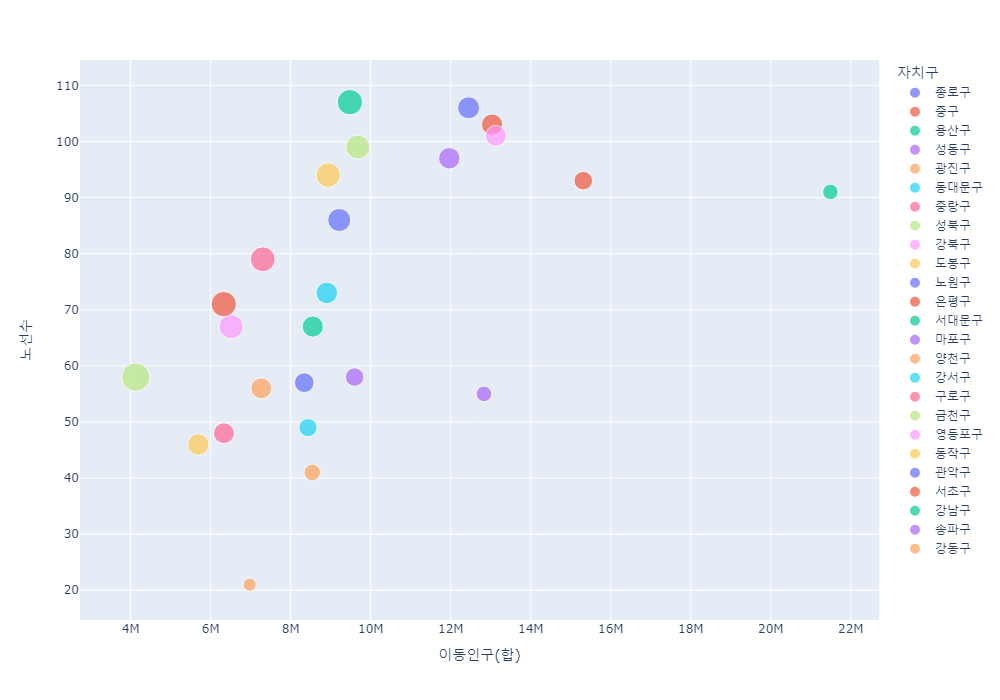 자치구
종로구
중구
용산구
성동구
광진구
동대문구
중랑구
성북구
강북구
도봉구
노원구
은평구
서대문구
마포구
양천구
강서구
구로구
금천구
영등포구
동작구
관악구
서초구
강남구
송파구
강동구
노선수
110
100
90
80
70
60
50
40
30
20
4M 6M 8M 10M 12M 14M 16M 18M 20M 22M
이동인구(합)